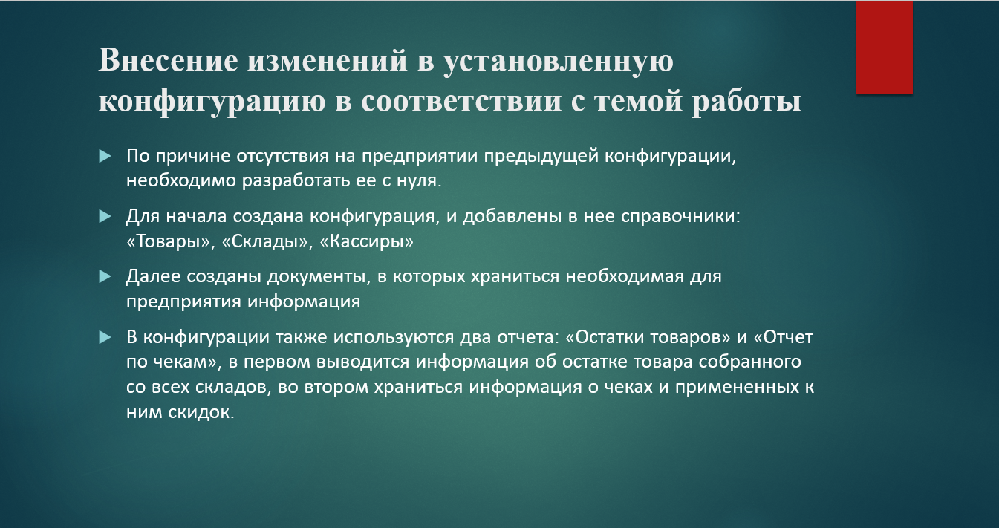 Внесение изменений в установленную
конфигурацию в соответствии с темой работы
По причине отсутствия на предприятии предыдущей конфигурации,
необходимо разработать ее с нуля.
Для начала создана конфигурация, и добавлены в нее справочники:
«Товары», «Склады», «Кассиры»
Далее созданы документы, в которых храниться необходимая для
предприятия информация
В конфигурации также используются два отчета: «Остатки товаров» и «Отчет
по чекам», в первом выводится информация об остатке товара собранного
со всех складов, во втором храниться информация о чеках и примененных к
ним скидок.